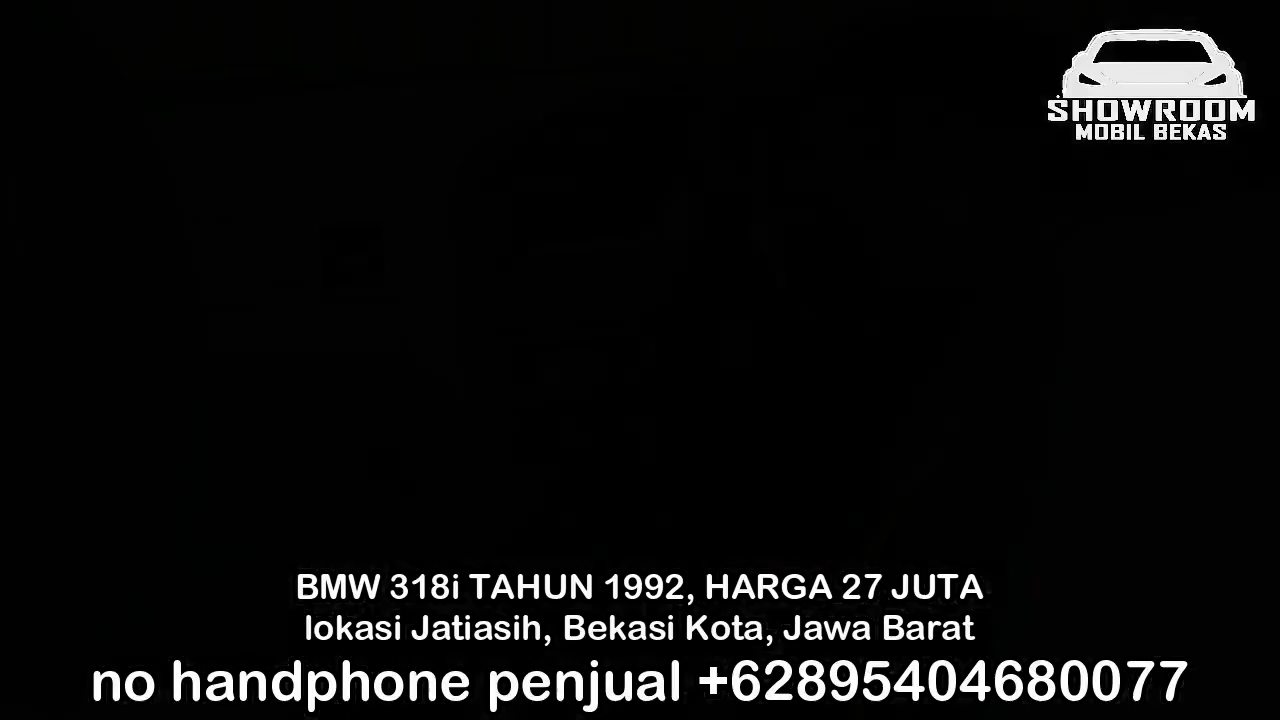 SHOWROOM
MOBIL BEKAS
BMW 318i TAHUN 1992, HARGA 27 JUTA
lokasi Jatiasih, Bekasi Kota, Jawa Barat
no handphone penjual +62895404680077